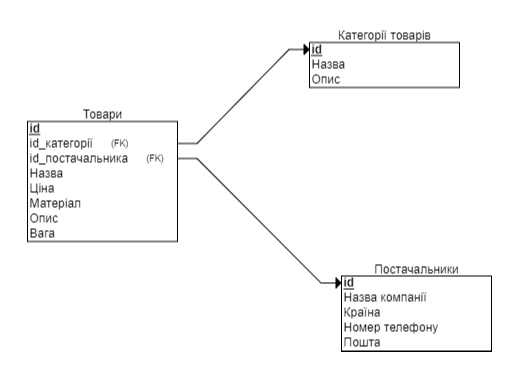 Категорії товарів
id
Назва
Опис
Товари
id
id_категорії (FK)
id_постачальника (FK)
Назва
Ціна
Матеріал
Опис
Вага
Постачальники
id
Назва компанії
Країна
Номер телефону
Пошта